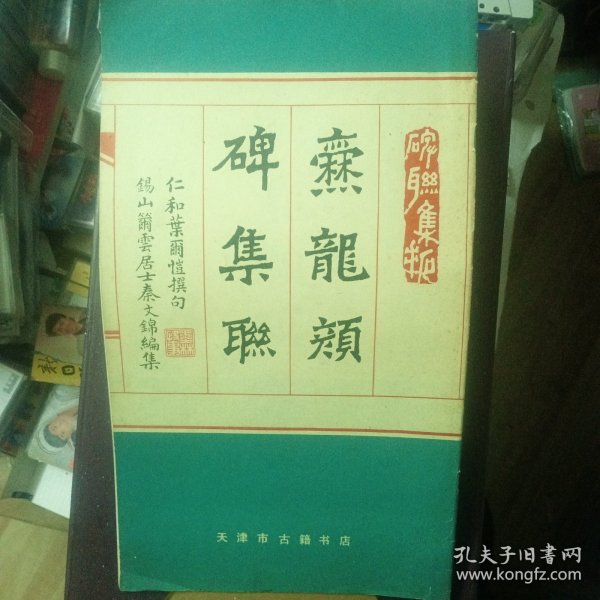 碑聯集拓
爨龍顔
碑集聯
仁和葉爾愷撰句
錫山籋雲居士秦文錦編集
天津市古籍书店
孔夫子旧书网
www.kongfz.com